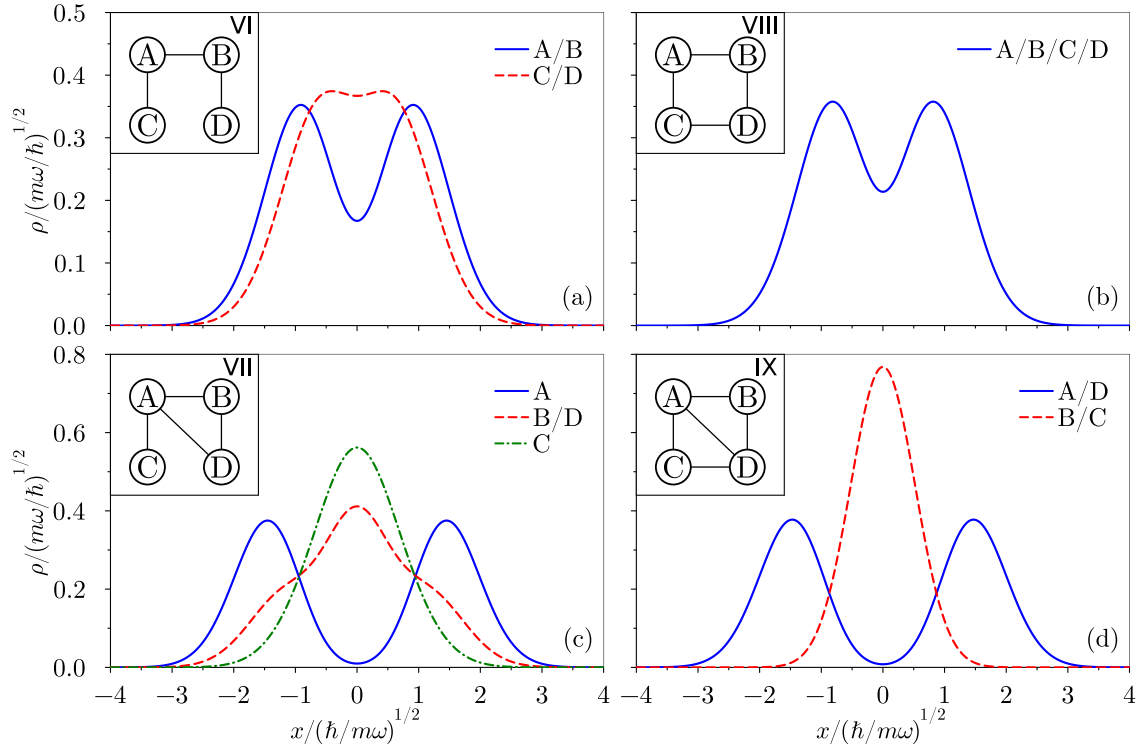 0.5
0.4
0.3
0.2
0.1
0.0
ρ/(mω/ħ)^{1/2}
VI
A B
C D
A/B
C/D
(a)
VIII
A B
C D
A/B/C/D
(b)
0.8
0.6
0.4
0.2
0.0
ρ/(mω/ħ)^{1/2}
VII
A B
C D
A
B/D
C
(c)
−4 −3 −2 −1 0 1 2 3 4
x/(ħ/mω)^{1/2}
IX
A B
C D
A/D
B/C
(d)
−4 −3 −2 −1 0 1 2 3 4
x/(ħ/mω)^{1/2}